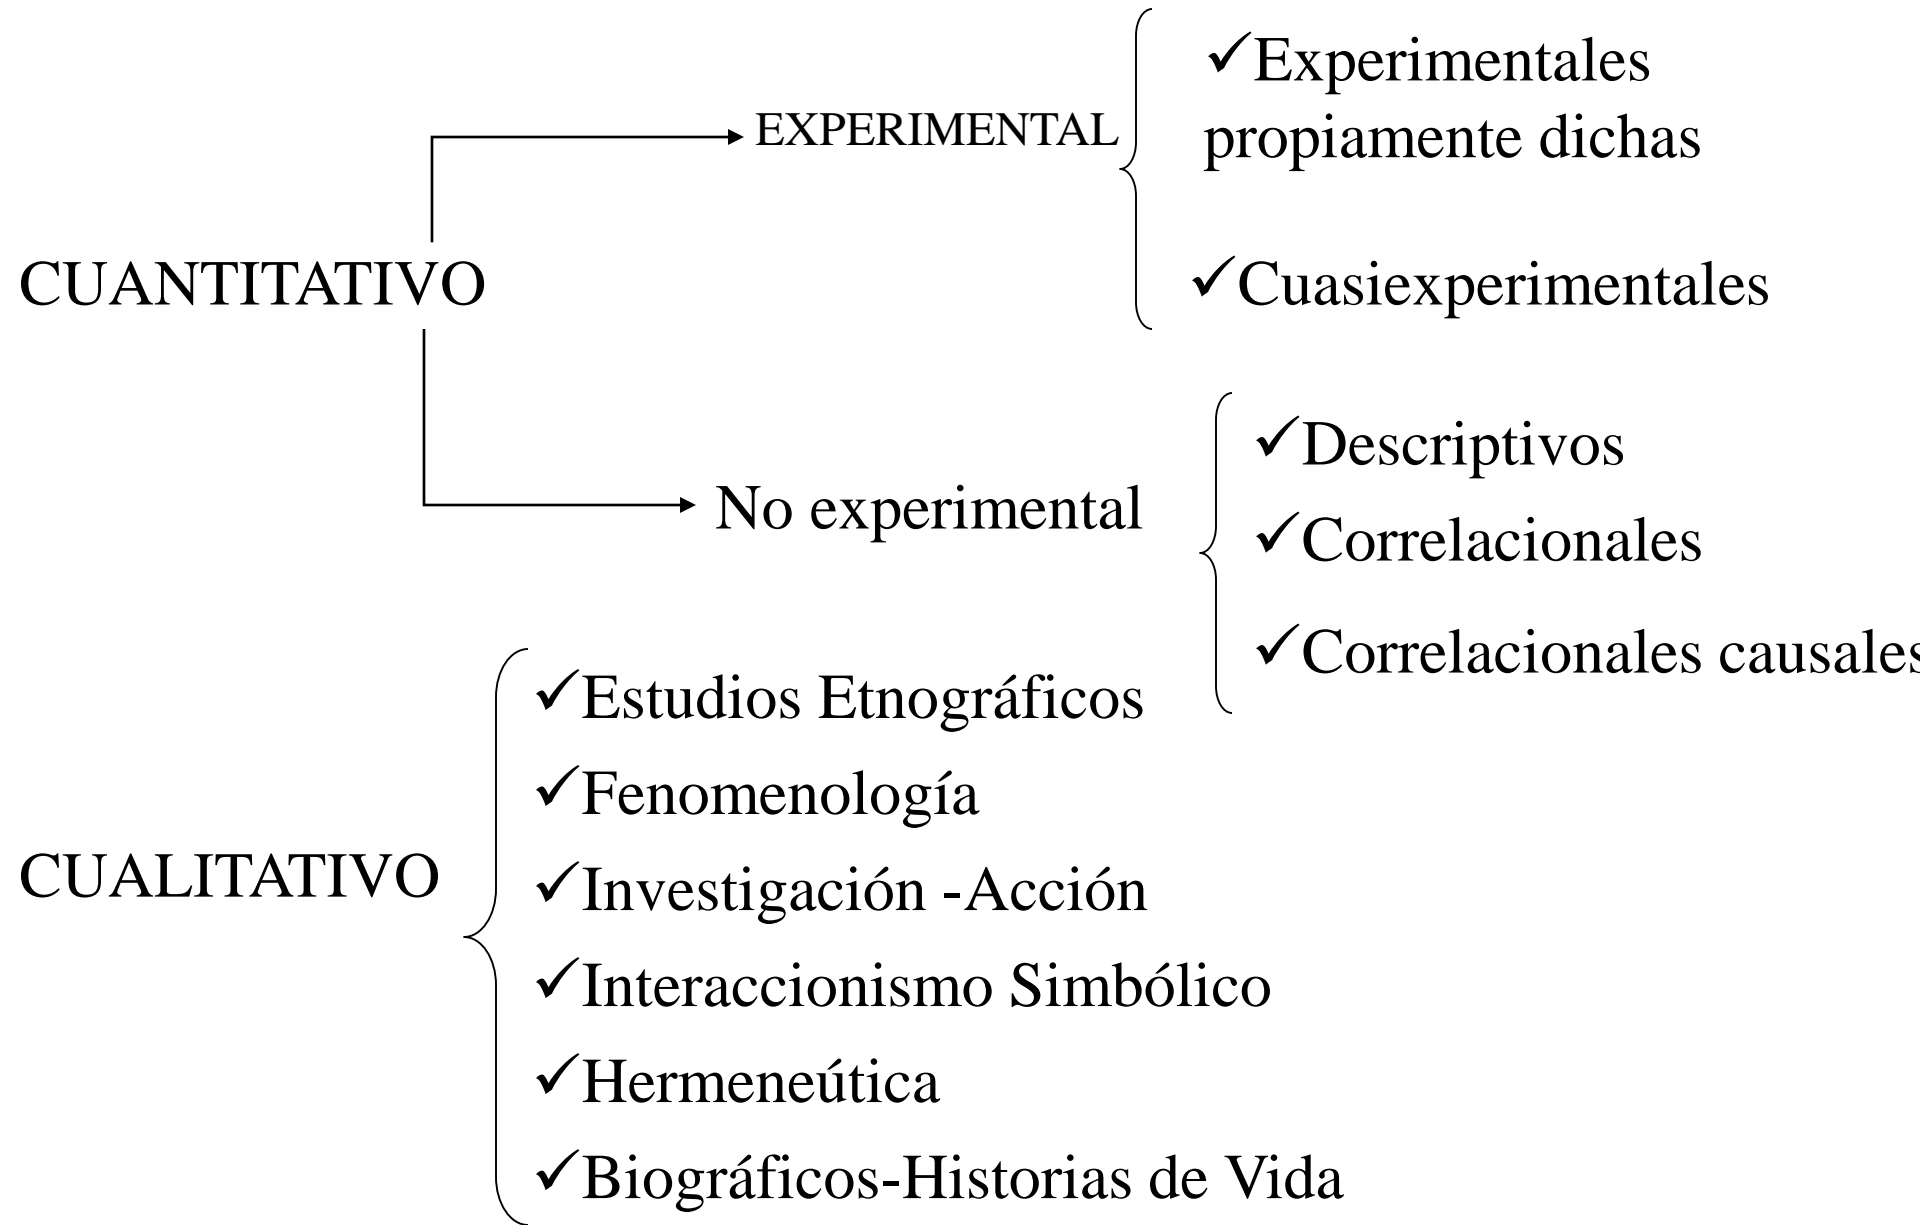 ✓Experimentales
propiamente dichas
EXPERIMENTAL
CUANTITATIVO
✓Cuasiexperimentales
✓Descriptivos
No experimental
✓Correlacionales
✓Correlacionales causales
✓Estudios Etnográficos
✓Fenomenología
CUALITATIVO
✓Investigación -Acción
✓Interaccionismo Simbólico
✓Hermeneútica
✓Biográficos-Historias de Vida